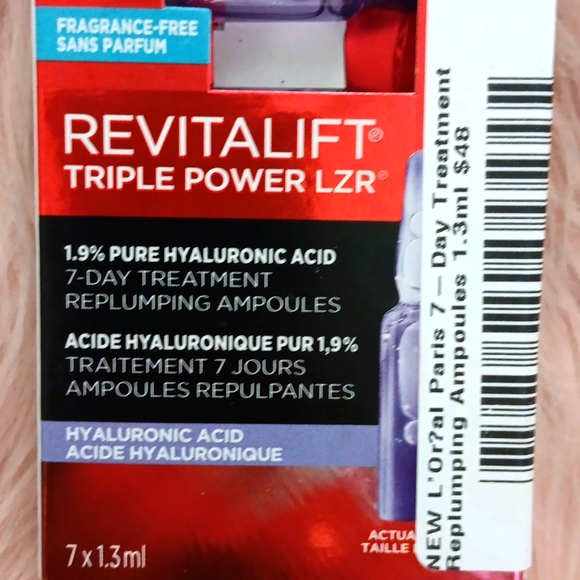 FRAGRANCE-FREE
SANS PARFUM
REVITALIFT®
TRIPLE POWER LZR®
1.9% PURE HYALURONIC ACID
7-DAY TREATMENT
REPLUMPING AMPOULES
ACIDE HYALURONIQUE PUR 1,9%
TRAITEMENT 7 JOURS
AMPOULES REPULPANTES
HYALURONIC ACID
ACIDE HYALURONIQUE
7 x 1.3ml
TAILLE
NEW L'Or?al Paris 7 – Day Treatment
Replumping Ampoules 1.3ml $48